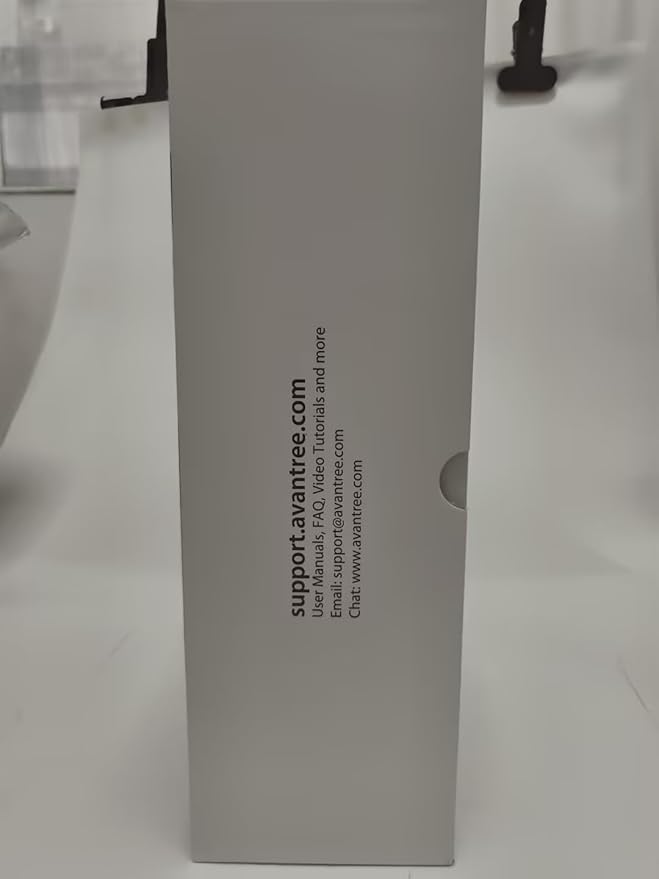 support.avantree.com
User Manuals, FAQ, Video Tutorials and more
Email: support@avantree.com
Chat: www.avantree.com